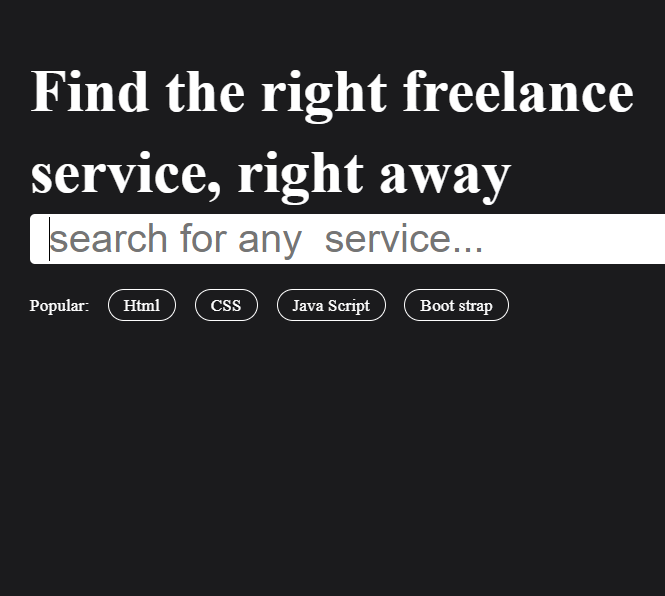 Find the right freelance
service, right away
search for any  service...
Popular: Html CSS Java Script Boot strap